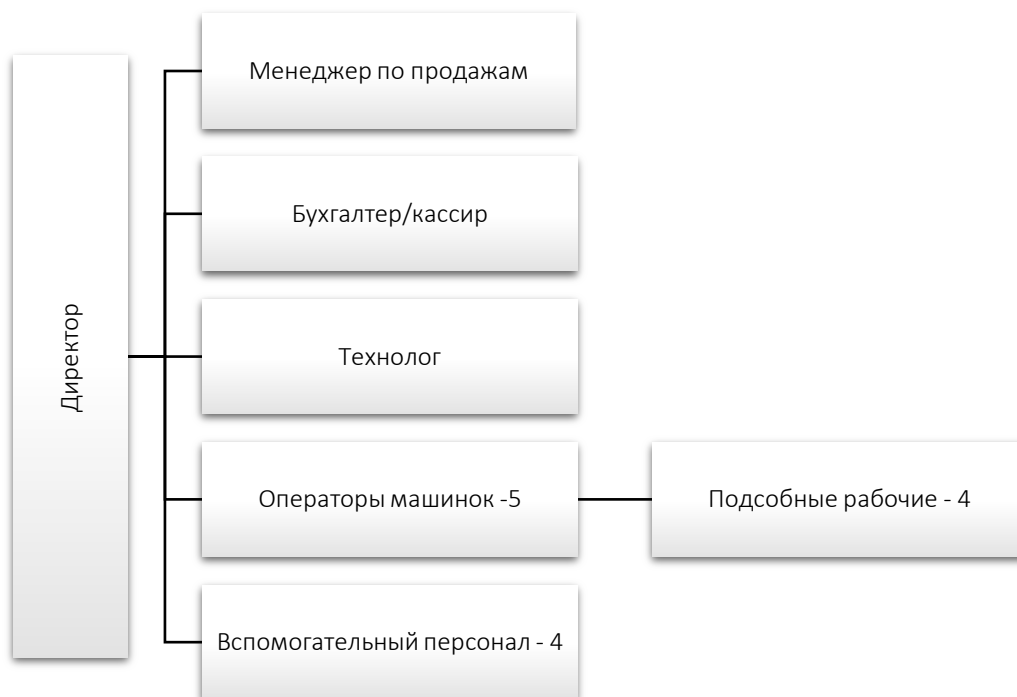 Менеджер по продажам
Бухгалтер/кассир
Директор
Технолог
Операторы машинок -5
Подсобные рабочие - 4
Вспомогательный персонал - 4